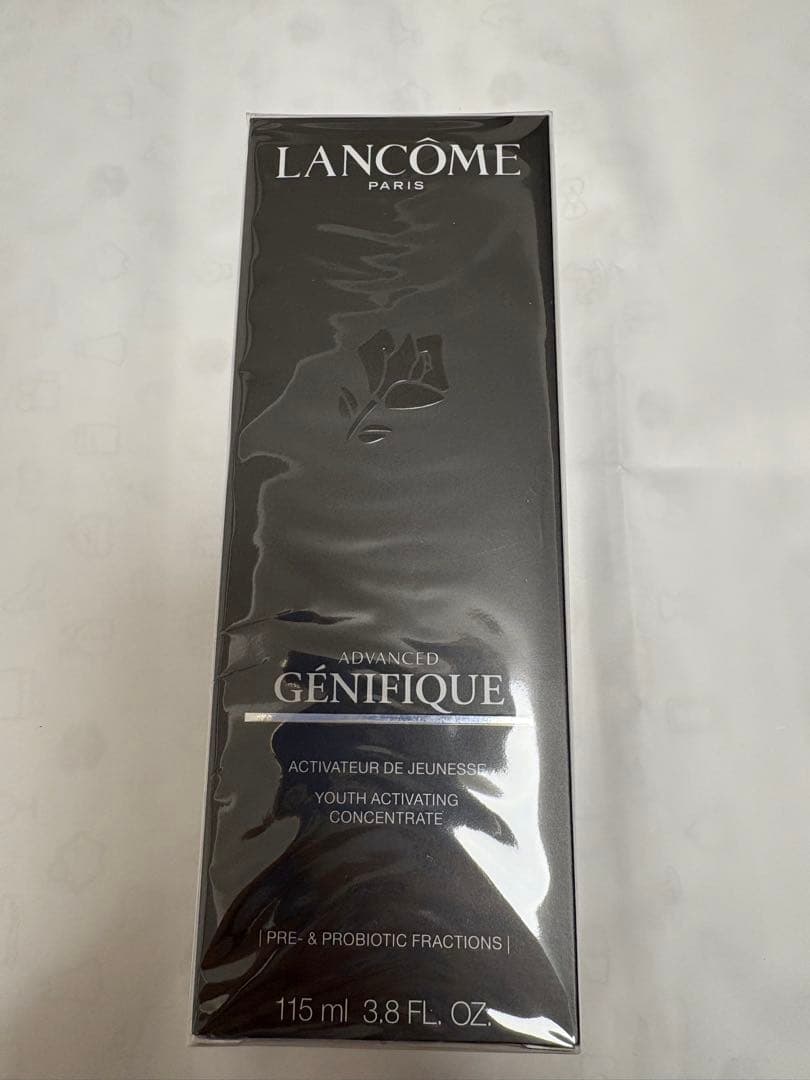 LANCÔME
PARIS
ADVANCED
GÉNIFIQUE
ACTIVATEUR DE JEUNESSE
YOUTH ACTIVATING
CONCENTRATE
| PRE- & PROBIOTIC FRACTIONS |
115 ml 3.8 FL. OZ.